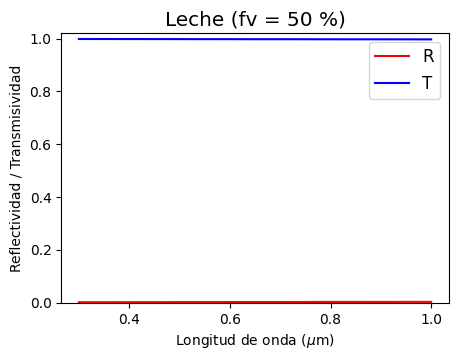 Leche (fv = 50 %)
R
T
Reflectividad / Transmisividad
1.0
0.8
0.6
0.4
0.2
0.0
0.4
0.6
0.8
1.0
Longitud de onda (μm)